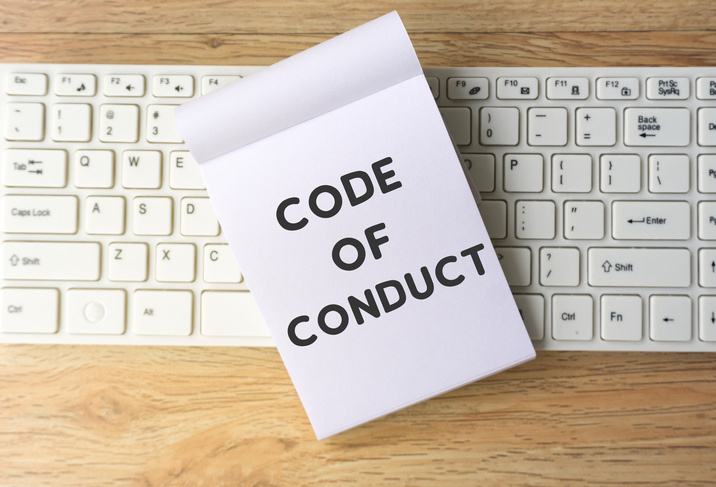 CODE
OF
CONDUCT
Esc F1 F2 F3 F4 F9 F10 F11 F12 PrtSc SysRq
~ ! 1 @ 2 # 3 ) 0 — - + = Back space
Tab Q W E P { [ } ] | \
Caps Lock A S D : ; " ' Enter
Shift Z X C ? / Shift
Ctrl Alt Ctrl Fn